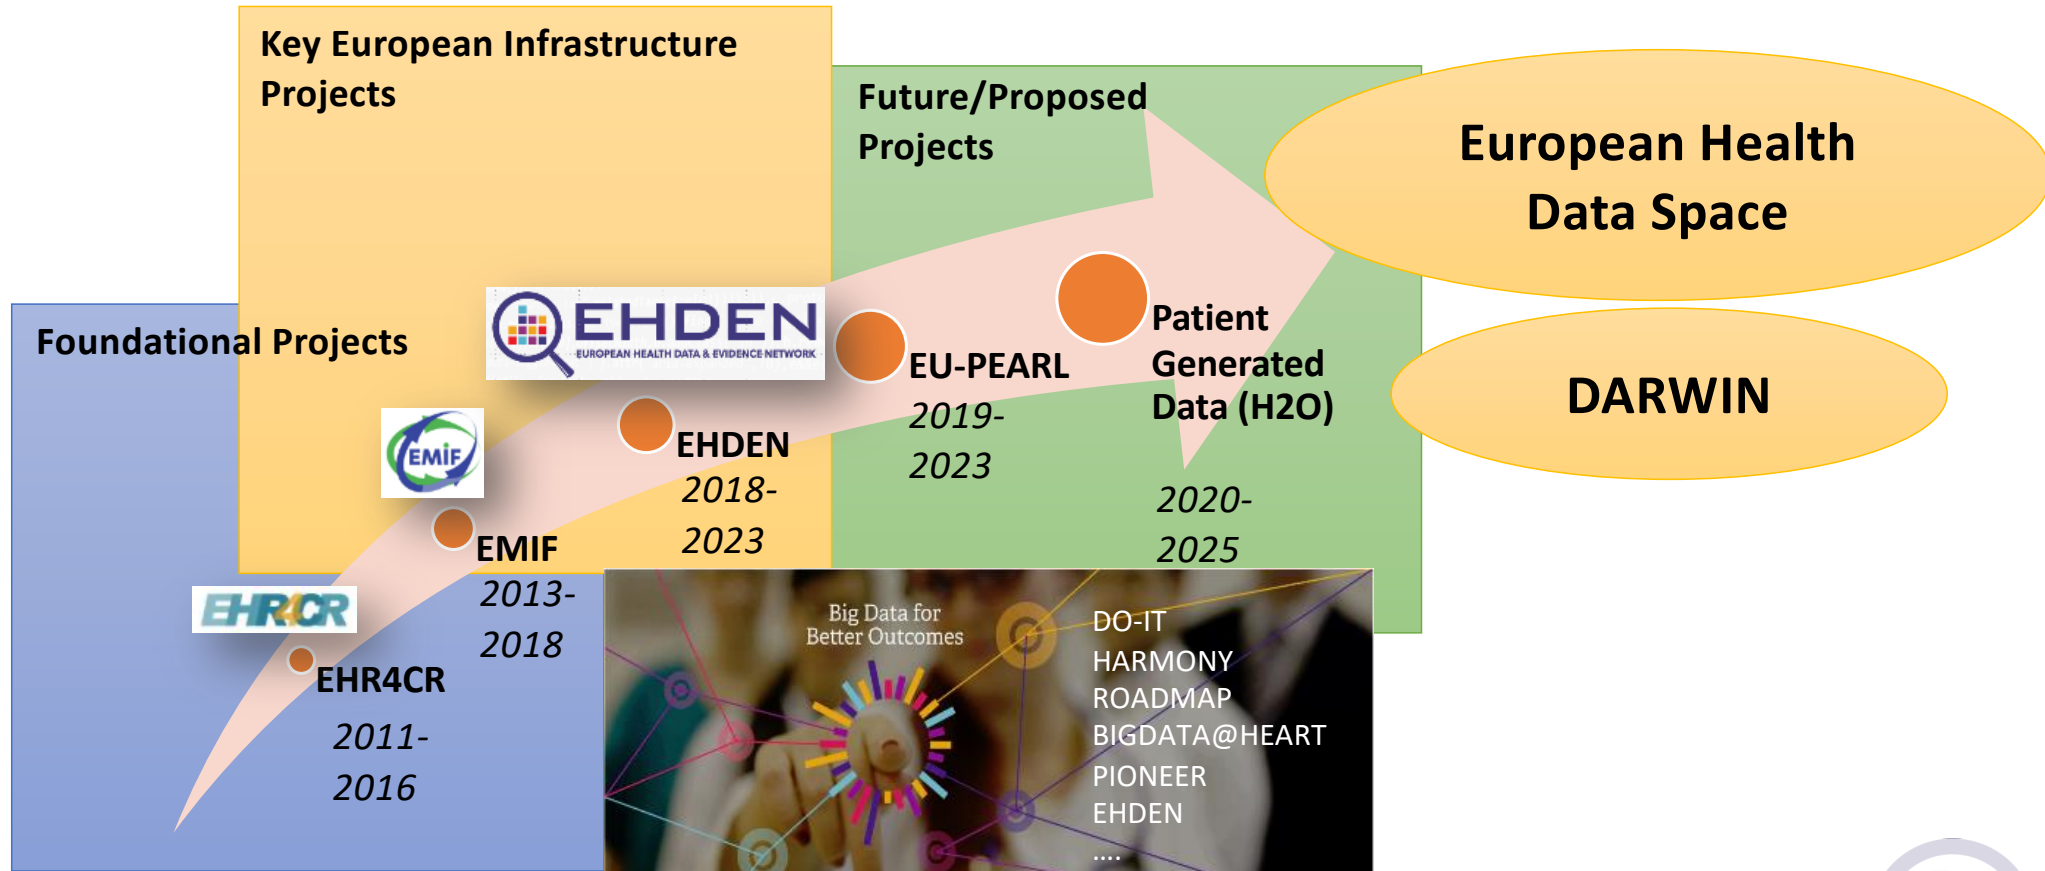 Key European Infrastructure
Projects
Future/Proposed
Projects
European Health
Data Space
Foundational Projects
EHDEN
EUROPEAN HEALTH DATA & EVIDENCE NETWORK
Patient
Generated
Data (H2O)
2020-
2025
EU-PEARL
2019-
2023
DARWIN
EMiF
EHDEN
2018-
2023
EMIF
2013-
2018
EHR4CR
EHR4CR
2011-
2016
Big Data for
Better Outcomes
DO-IT
HARMONY
ROADMAP
BIGDATA@HEART
PIONEER
EHDEN
....